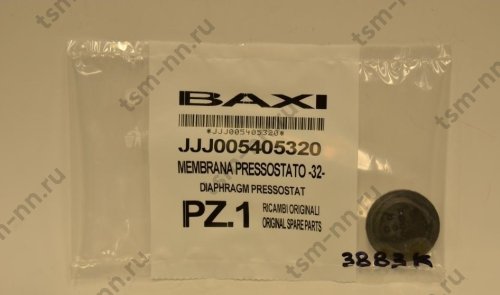 BAXI
*JJJ005405320*
JJJ005405320
MEMBRANA PRESSOSTATO -32-
DIAPHRAGM PRESSOSTAT
PZ.1
RICAMBI ORIGINALI
ORIGINAL SPARE PARTS
3883к
tsm-nn.ru
tsm-nn.ru
tsm-nn.ru
tsm-nn.ru
tsm-nn.ru
tsm-nn.ru